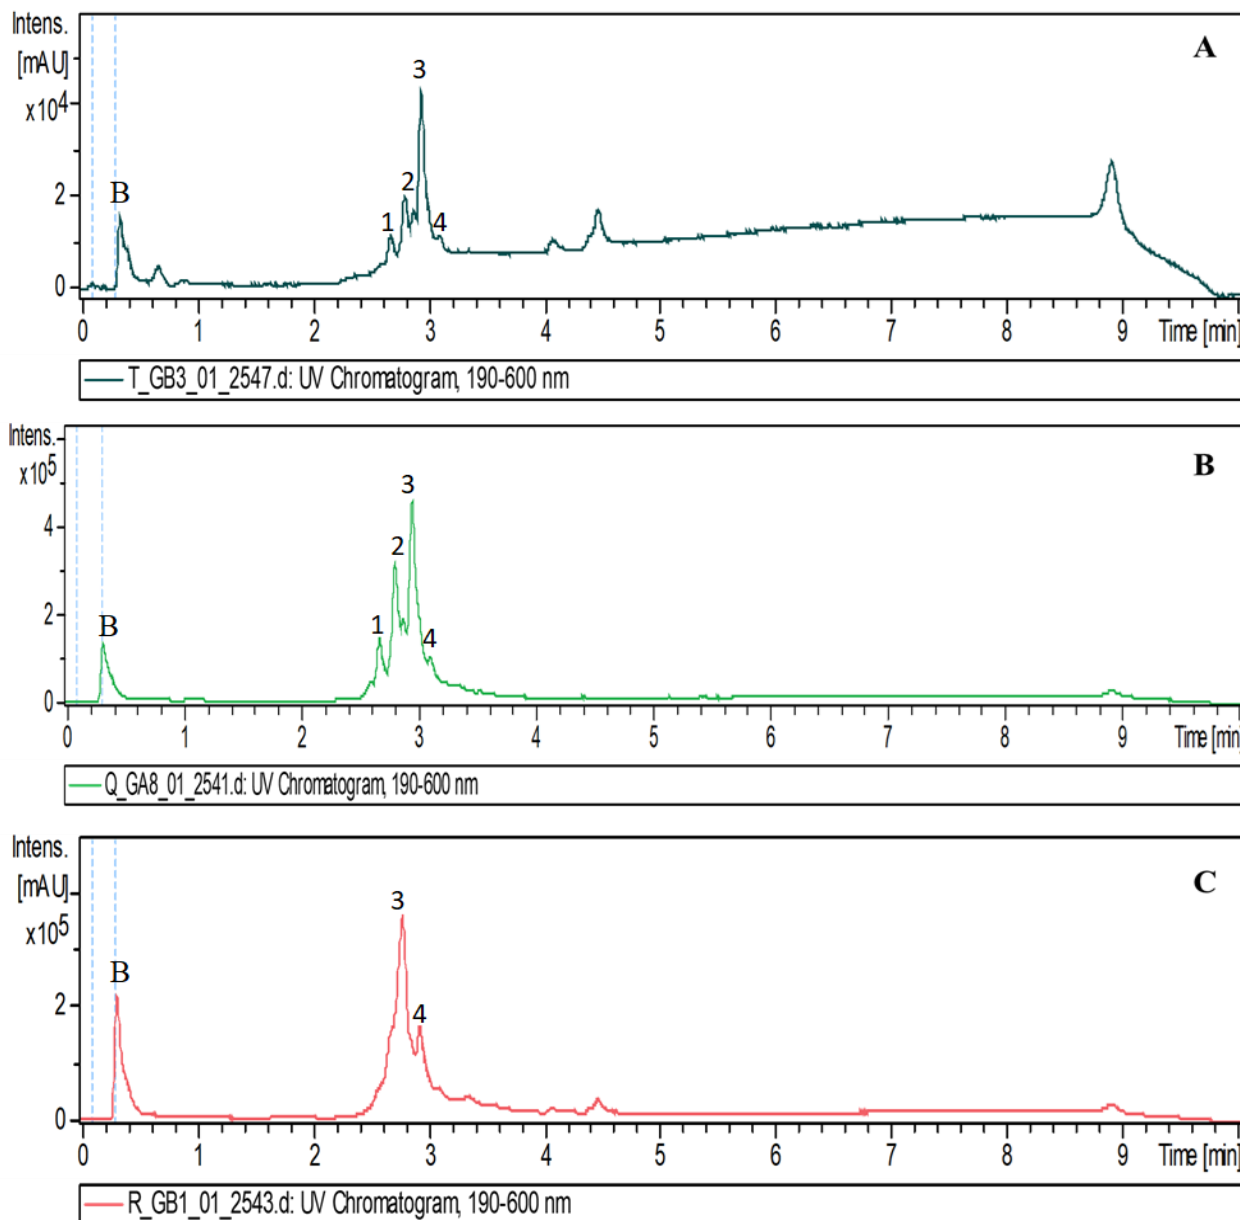 Intens.
[mAU]
x10^4
A
3
2
B
2
1
4
0
0 1 2 3 4 5 6 7 8 9 Time [min]
T_GB3_01_2547.d: UV Chromatogram, 190-600 nm
Intens.
x10^5
B
3
4
2
2
B
1
4
0
0 1 2 3 4 5 6 7 8 9 Time [min]
Q_GA8_01_2541.d: UV Chromatogram, 190-600 nm
Intens.
[mAU]
x10^5
C
3
B
2
4
0
0 1 2 3 4 5 6 7 8 9 Time [min]
R_GB1_01_2543.d: UV Chromatogram, 190-600 nm